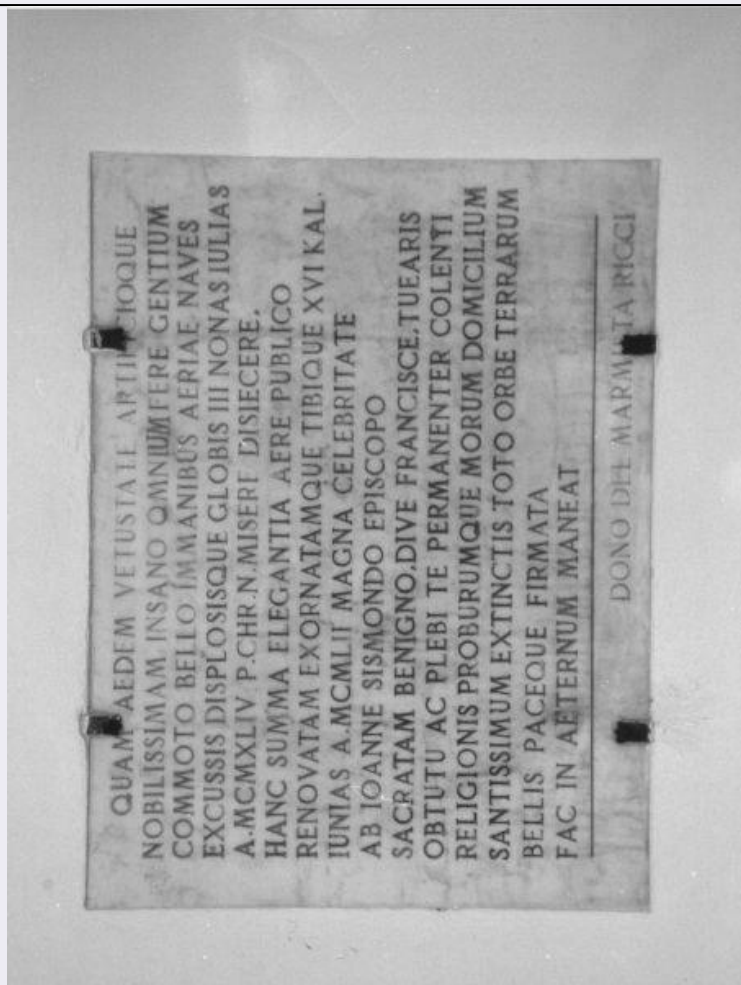 QUAM AEDEM VETUSTATE ARTIFICIOQUE
NOBILISSIMAM INSANO OMNIUM FERE GENTIUM
COMMOTO BELLO IMMANIBUS AERIAE NAVES
EXCUSSIS DISPLOSISQUE GLOBIS III NONAS IULIAS
A.MCMXLIV P.CHR.N.MISERE DISIECERE,
HANC SUMMA ELEGANTIA AERE PUBLICO
RENOVATAM EXORNATAMQUE TIBIQUE XVI KAL.
IUNIAS A.MCMLII MAGNA CELEBRITATE
AB IOANNE SISMONDO EPISCOPO
SACRATAM BENIGNO,DIVE FRANCISCE,TUEARIS
OBTUTU AC PLEBI TE PERMANENTER COLENTI
RELIGIONIS PROBURUMQUE MORUM DOMICILIUM
SANTISSIMUM EXTINCTIS TOTO ORBE TERRARUM
BELLIS PACEQUE FIRMATA
FAC IN AETERNUM MANEAT
DONO DEL MARMISTA RICCI